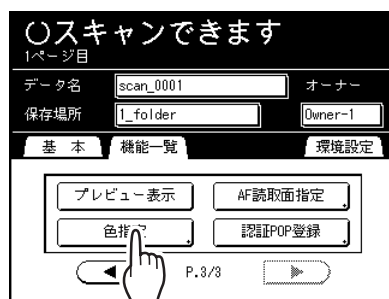 スキャンできます
1ページ目
データ名 scan_0001 オーナー
保存場所 1_folder Owner-1
基本 機能一覧 環境設定
プレビュー表示 AF読取面指定
色指定 認証POP登録
P.3/3